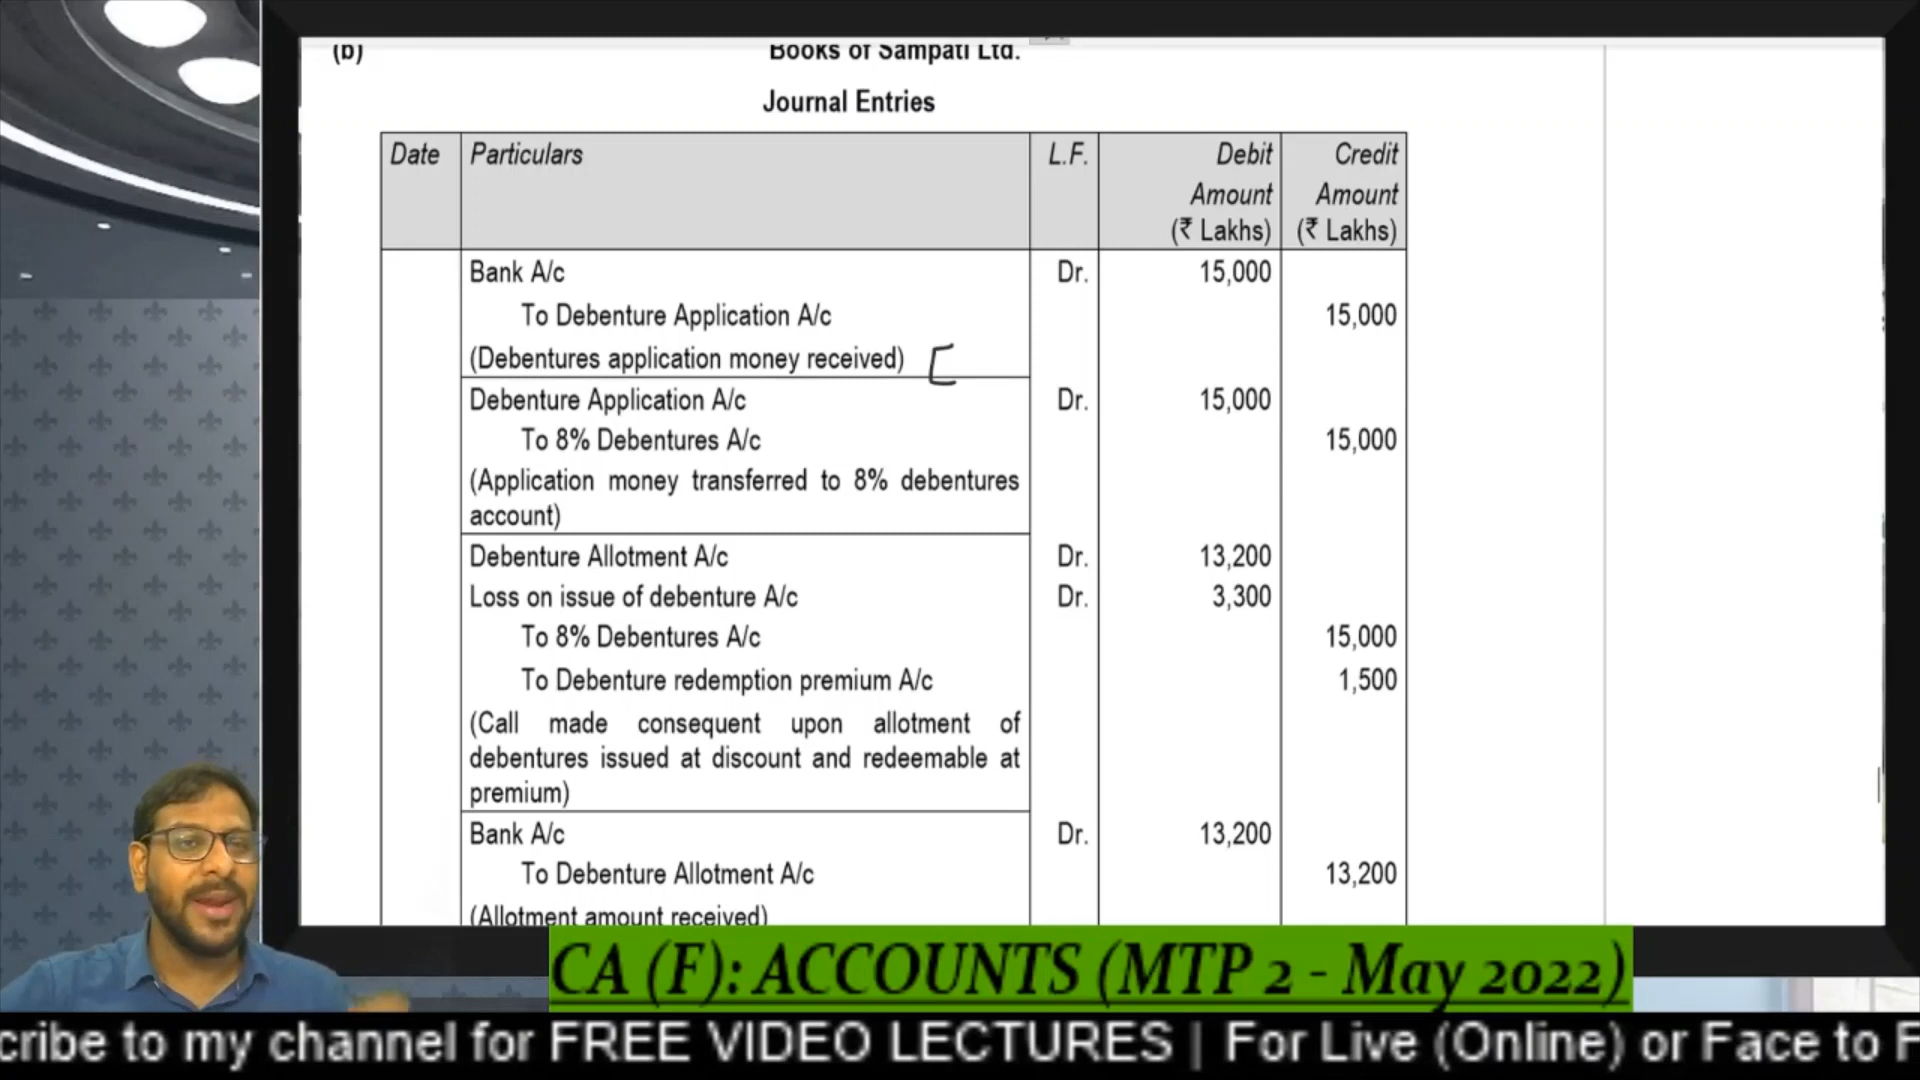 (b)
Books of Sampati Ltd.
Journal Entries
Date Particulars L.F. Debit Amount (₹ Lakhs) Credit Amount (₹ Lakhs)
Bank A/c Dr. 15,000
To Debenture Application A/c 15,000
(Debentures application money received)
Debenture Application A/c Dr. 15,000
To 8% Debentures A/c 15,000
(Application money transferred to 8% debentures
account)
Debenture Allotment A/c Dr. 13,200
Loss on issue of debenture A/c Dr. 3,300
To 8% Debentures A/c 15,000
To Debenture redemption premium A/c 1,500
(Call made consequent upon allotment of
debentures issued at discount and redeemable at
premium)
Bank A/c Dr. 13,200
To Debenture Allotment A/c 13,200
(Allotment amount received)
CA (F): ACCOUNTS (MTP 2 - May 2022)
cribe to my channel for FREE VIDEO LECTURES | For Live (Online) or Face to F